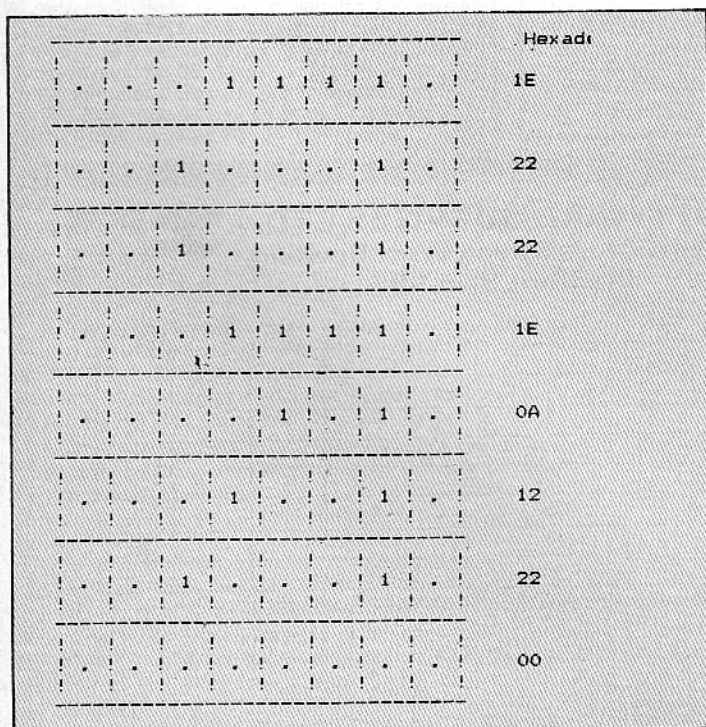 Hexadi
. . . 1 1 1 1 . 1E
. . 1 . . . 1 . 22
. . 1 . . . 1 . 22
. . . 1 1 1 1 . 1E
. . . . 1 . 1 . 0A
. . . 1 . . 1 . 12
. . 1 . . . 1 . 22
. . . . . . . . 00